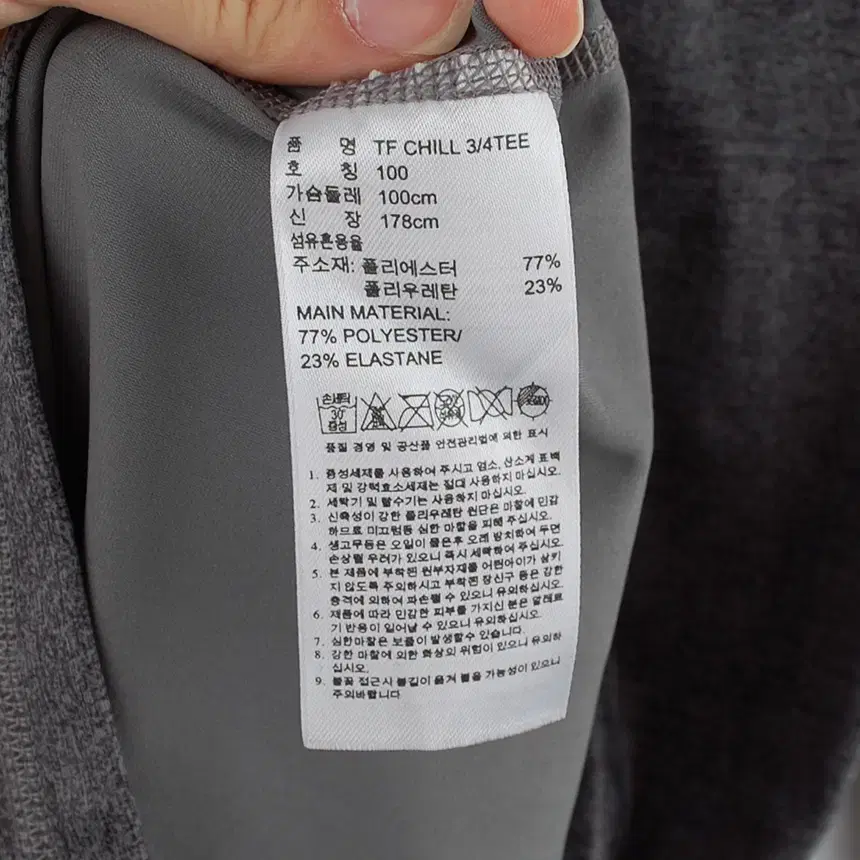 품 명 TF CHILL 3/4TEE
호 칭 100
가슴둘레 100cm
신 장 178cm
섬유혼용율
주소재: 폴리에스터 77%
폴리우레탄 23%
MAIN MATERIAL:
77% POLYESTER/
23% ELASTANE
손세탁
30°
중성
품질 경영 및 공산품 안전관리법에 의한 표시
1. 중성세제를 사용하여 주시고 염소, 산소계 표백
제 및 강력효소세제는 절대 사용하지 마십시오.
2. 세탁기 및 탈수기는 사용하지 마십시오.
3. 신축성이 강한 폴리우레탄 원단은 마찰에 민감
하므로 미끄럼등 심한 마찰을 피해 주십시오.
4. 생고무등은 오일이 묻은후 오래 방치하여 두면
손상될 우려가 있으니 즉시 세탁하여 주십시오.
5. 본 제품에 부착된 원부자재를 어린아이가 삼키
지 않도록 주의하시고 부착된 장신구 등은 강한
충격에 의하여 파손될 수 있으니 유의하십시오.
6. 제품에 따라 민감한 피부를 가지신 분은 알레르
기 반응이 일어날 수 있으니 유의하십시오.
7. 심한마찰은 보풀이 발생할수 있습니다.
8. 강한 마찰에 의한 화상의 위험이 있으니 유의하
십시오.
9. 불꽃 접근시 불길이 옮겨 붙을 가능성이 있으니
주의바랍니다